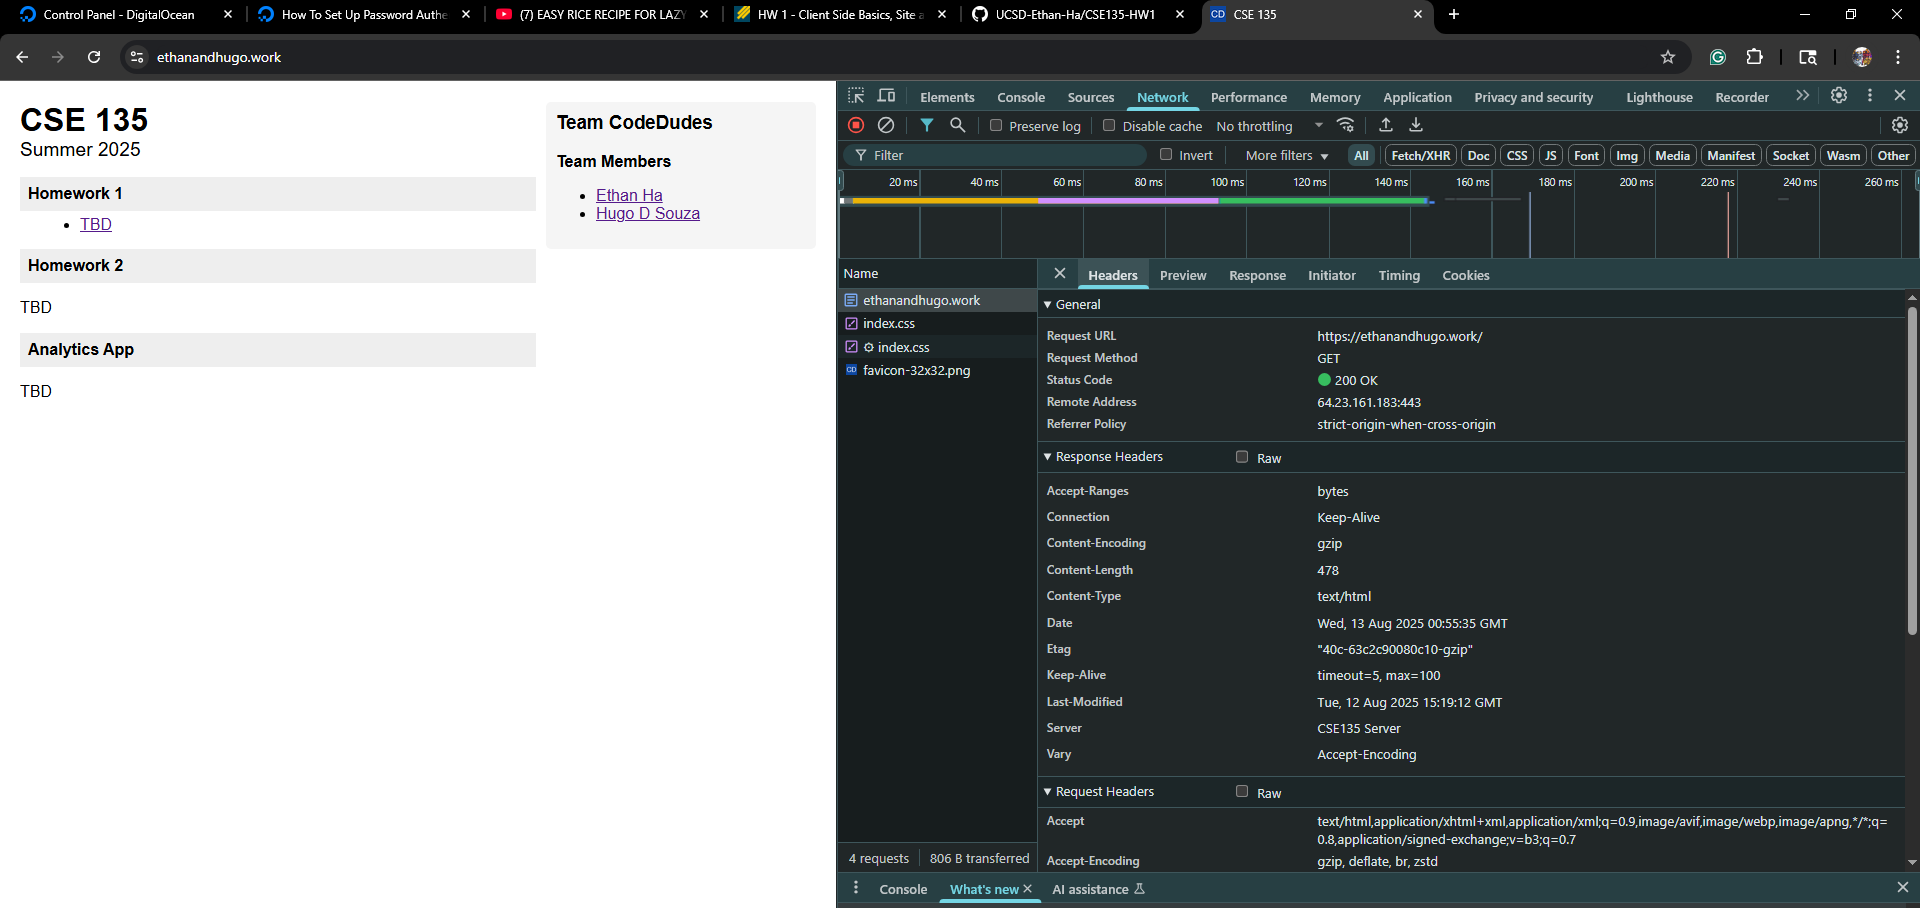 Control Panel - DigitalOcean
How To Set Up Password Authe
(7) EASY RICE RECIPE FOR LAZY
HW 1 - Client Side Basics, Site a
UCSD-Ethan-Ha/CSE135-HW1
CD CSE 135
ethanandhugo.work
CSE 135
Summer 2025
Homework 1
TBD
Homework 2
TBD
Analytics App
TBD
Team CodeDudes
Team Members
Ethan Ha
Hugo D Souza
Elements Console Sources Network Performance Memory Application Privacy and security Lighthouse Recorder
Preserve log Disable cache No throttling
Filter Invert More filters All Fetch/XHR Doc CSS JS Font Img Media Manifest Socket Wasm Other
20 ms 40 ms 60 ms 80 ms 100 ms 120 ms 140 ms 160 ms 180 ms 200 ms 220 ms 240 ms 260 ms
Name
ethanandhugo.work
index.css
index.css
CD favicon-32x32.png
4 requests 806 B transferred
Headers Preview Response Initiator Timing Cookies
General
Request URL https://ethanandhugo.work/
Request Method GET
Status Code 200 OK
Remote Address 64.23.161.183:443
Referrer Policy strict-origin-when-cross-origin
Response Headers Raw
Accept-Ranges bytes
Connection Keep-Alive
Content-Encoding gzip
Content-Length 478
Content-Type text/html
Date Wed, 13 Aug 2025 00:55:35 GMT
Etag "40c-63c2c90080c10-gzip"
Keep-Alive timeout=5, max=100
Last-Modified Tue, 12 Aug 2025 15:19:12 GMT
Server CSE135 Server
Vary Accept-Encoding
Request Headers Raw
Accept text/html,application/xhtml+xml,application/xml;q=0.9,image/avif,image/webp,image/apng,*/*;q=
0.8,application/signed-exchange;v=b3;q=0.7
Accept-Encoding gzip, deflate, br, zstd
Console What's new AI assistance